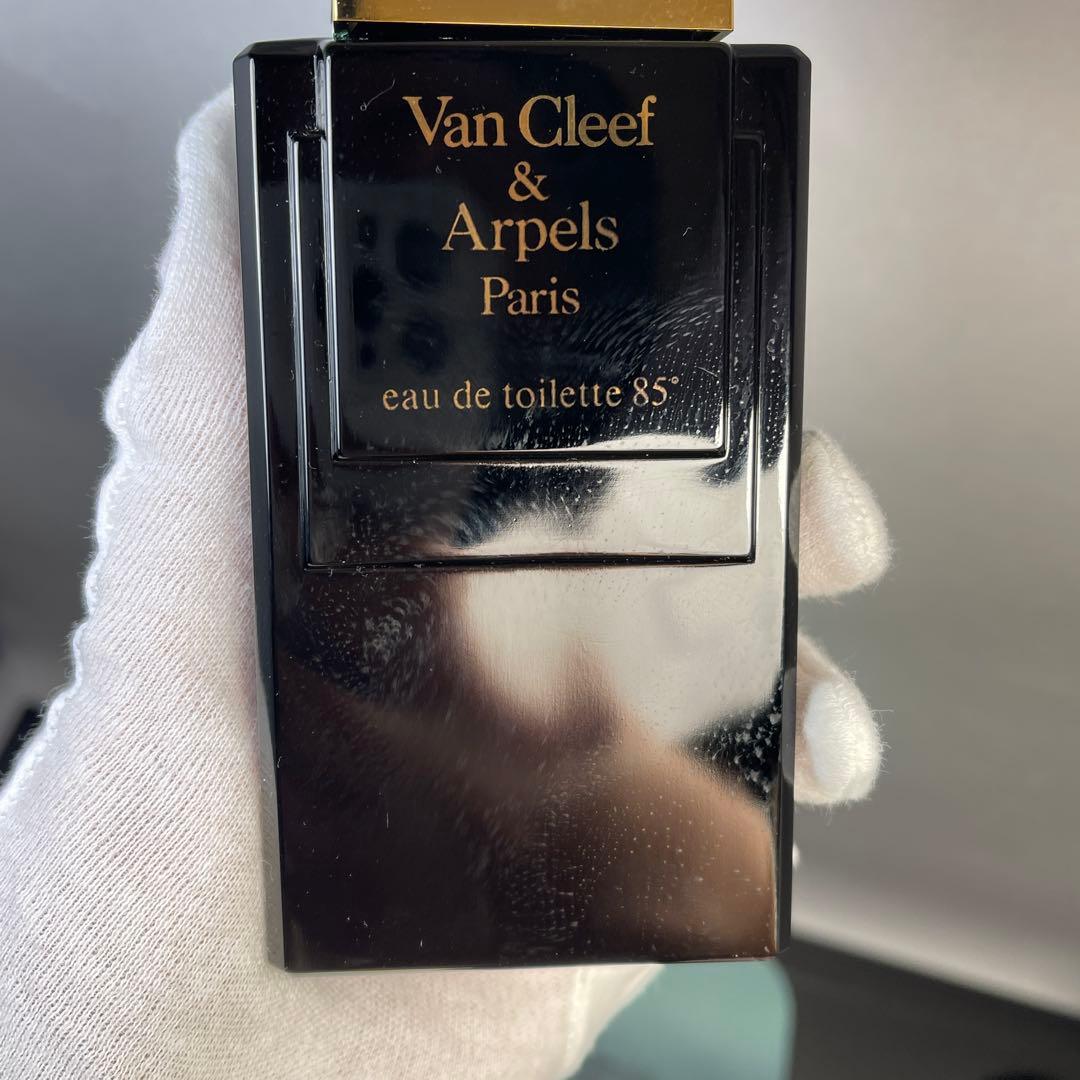 Van Cleef
&
Arpels
Paris
eau de toilette 85°